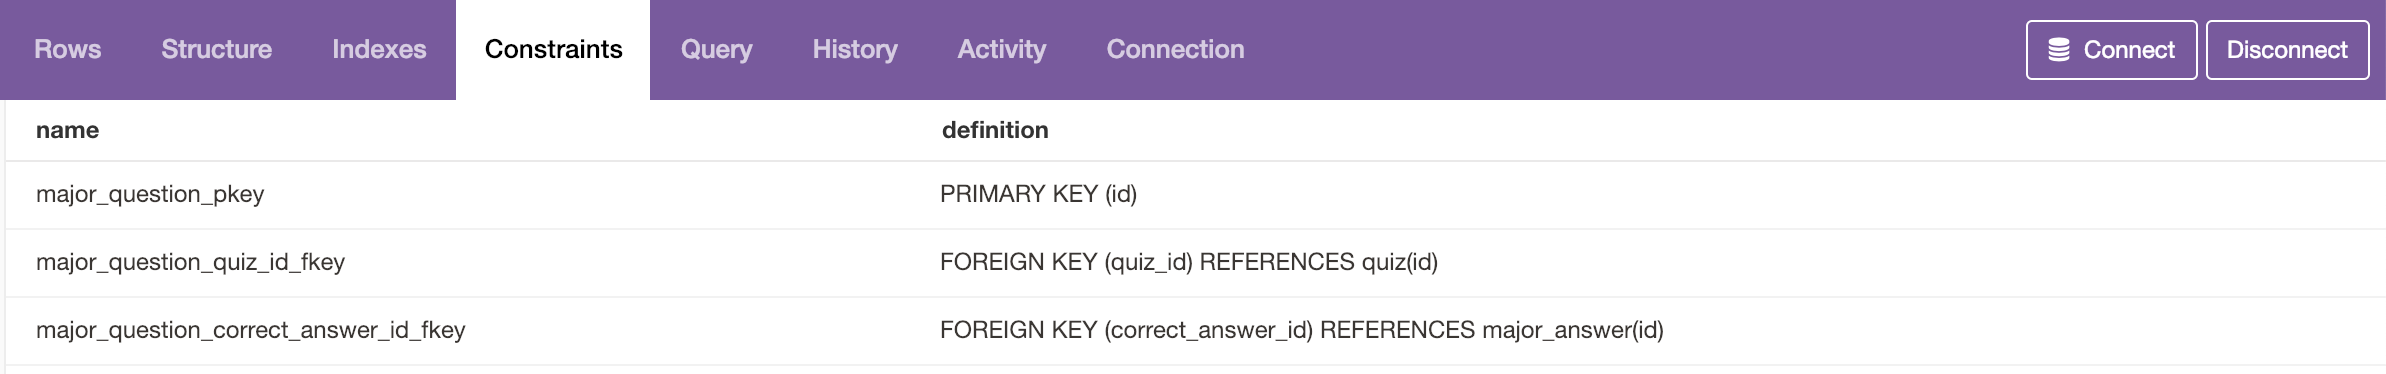 Rows Structure Indexes Constraints Query History Activity Connection Connect Disconnect
name definition
major_question_pkey PRIMARY KEY (id)
major_question_quiz_id_fkey FOREIGN KEY (quiz_id) REFERENCES quiz(id)
major_question_correct_answer_id_fkey FOREIGN KEY (correct_answer_id) REFERENCES major_answer(id)